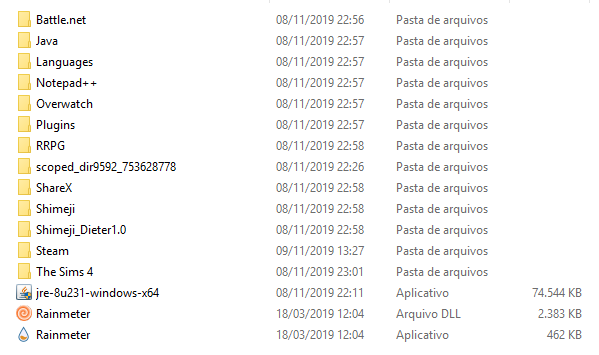 Battle.net 08/11/2019 22:56 Pasta de arquivos
Java 08/11/2019 22:57 Pasta de arquivos
Languages 08/11/2019 22:57 Pasta de arquivos
Notepad++ 08/11/2019 22:57 Pasta de arquivos
Overwatch 08/11/2019 22:57 Pasta de arquivos
Plugins 08/11/2019 22:57 Pasta de arquivos
RRPG 08/11/2019 22:58 Pasta de arquivos
scoped_dir9592_753628778 08/11/2019 22:26 Pasta de arquivos
ShareX 08/11/2019 22:58 Pasta de arquivos
Shimeji 08/11/2019 22:58 Pasta de arquivos
Shimeji_Dieter1.0 08/11/2019 22:58 Pasta de arquivos
Steam 09/11/2019 13:27 Pasta de arquivos
The Sims 4 08/11/2019 23:01 Pasta de arquivos
jre-8u231-windows-x64 08/11/2019 22:11 Aplicativo 74.544 KB
Rainmeter 18/03/2019 12:04 Arquivo DLL 2.383 KB
Rainmeter 18/03/2019 12:04 Aplicativo 462 KB